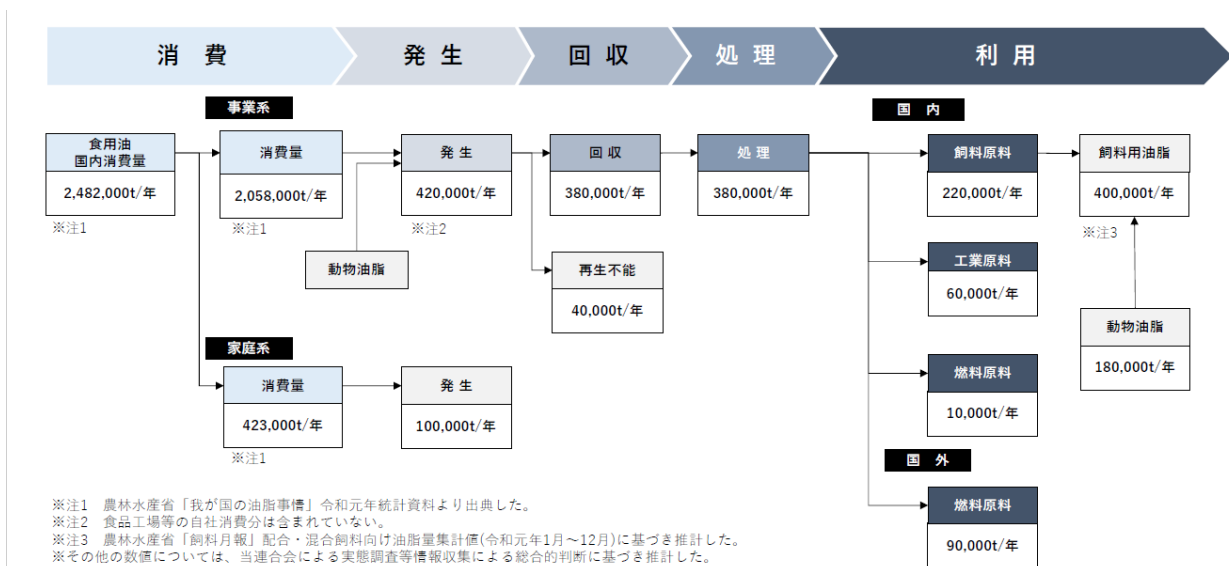 消 費
発 生
回 収
処 理
利 用
事業系
国 内
食用油
国内消費量
2,482,000t/年
※注1
消費量
2,058,000t/年
※注1
発 生
420,000t/年
※注2
回 収
380,000t/年
処 理
380,000t/年
飼料原料
220,000t/年
飼料用油脂
400,000t/年
※注3
動物油脂
再生不能
40,000t/年
工業原料
60,000t/年
動物油脂
180,000t/年
家庭系
消費量
423,000t/年
※注1
発 生
100,000t/年
燃料原料
10,000t/年
国 外
燃料原料
90,000t/年
※注1 農林水産省「我が国の油脂事情」令和元年統計資料より出典した。
※注2 食品工場等の自社消費分は含まれていない。
※注3 農林水産省「飼料月報」配合・混合飼料向け油脂量集計値(令和元年1月～12月)に基づき推計した。
※その他の数値については、当連合会による実態調査等情報収集による総合的判断に基づき推計した。